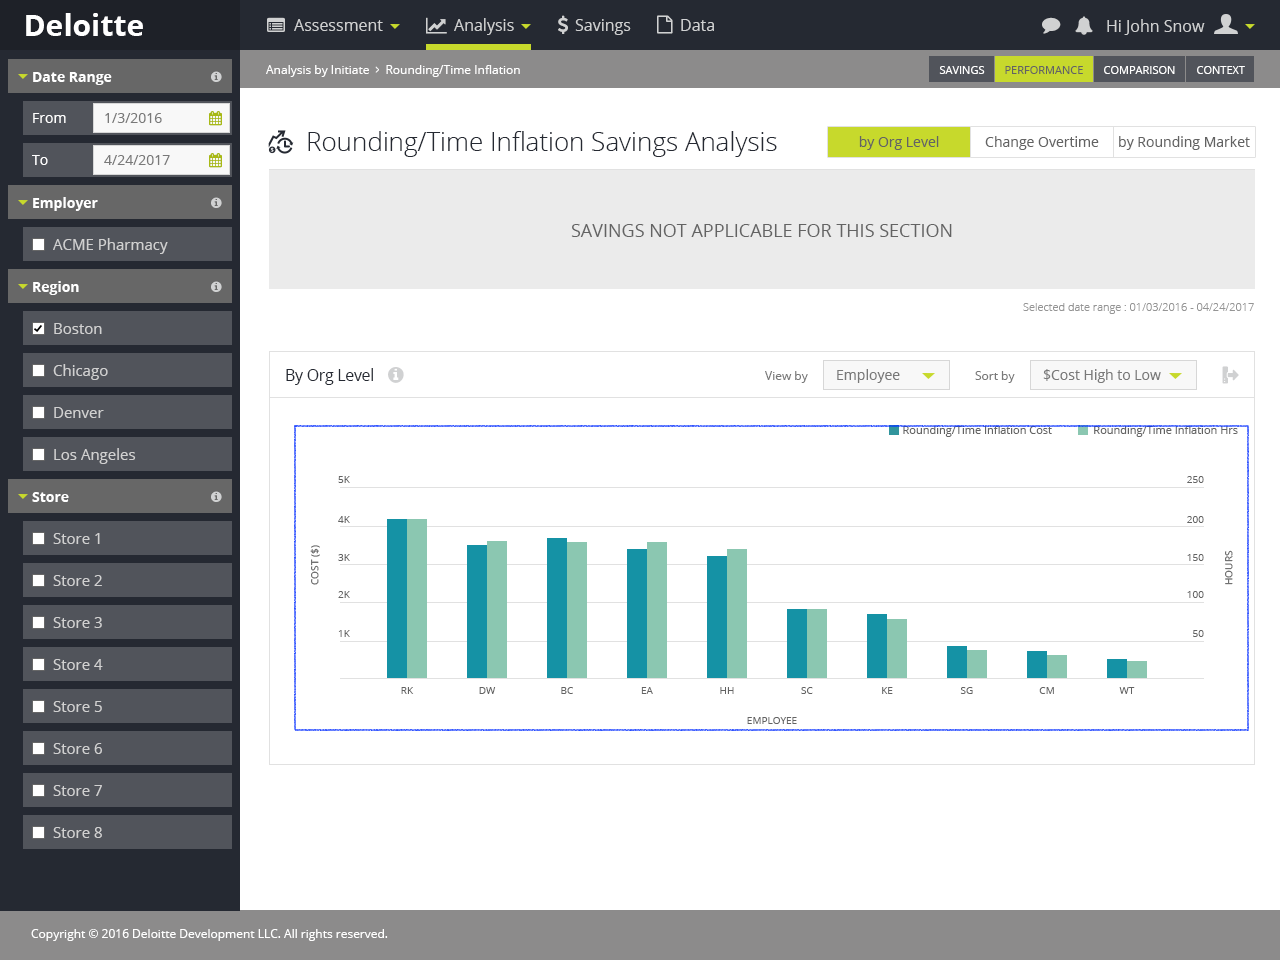 Deloitte
Assessment
Analysis
Savings
Data
Hi John Snow
Analysis by Initiate › Rounding/Time Inflation
SAVINGS
PERFORMANCE
COMPARISON
CONTEXT
Date Range
From
1/3/2016
To
4/24/2017
Employer
ACME Pharmacy
Region
Boston
Chicago
Denver
Los Angeles
Store
Store 1
Store 2
Store 3
Store 4
Store 5
Store 6
Store 7
Store 8
Rounding/Time Inflation Savings Analysis
by Org Level
Change Overtime
by Rounding Market
SAVINGS NOT APPLICABLE FOR THIS SECTION
Selected date range : 01/03/2016 - 04/24/2017
By Org Level
View by
Employee
Sort by
$Cost High to Low
Rounding/Time Inflation Cost
Rounding/Time Inflation Hrs
5K
4K
3K
2K
1K
COST ($)
250
200
150
100
50
HOURS
RK
DW
BC
EA
HH
SC
KE
SG
CM
WT
EMPLOYEE
Copyright © 2016 Deloitte Development LLC. All rights reserved.